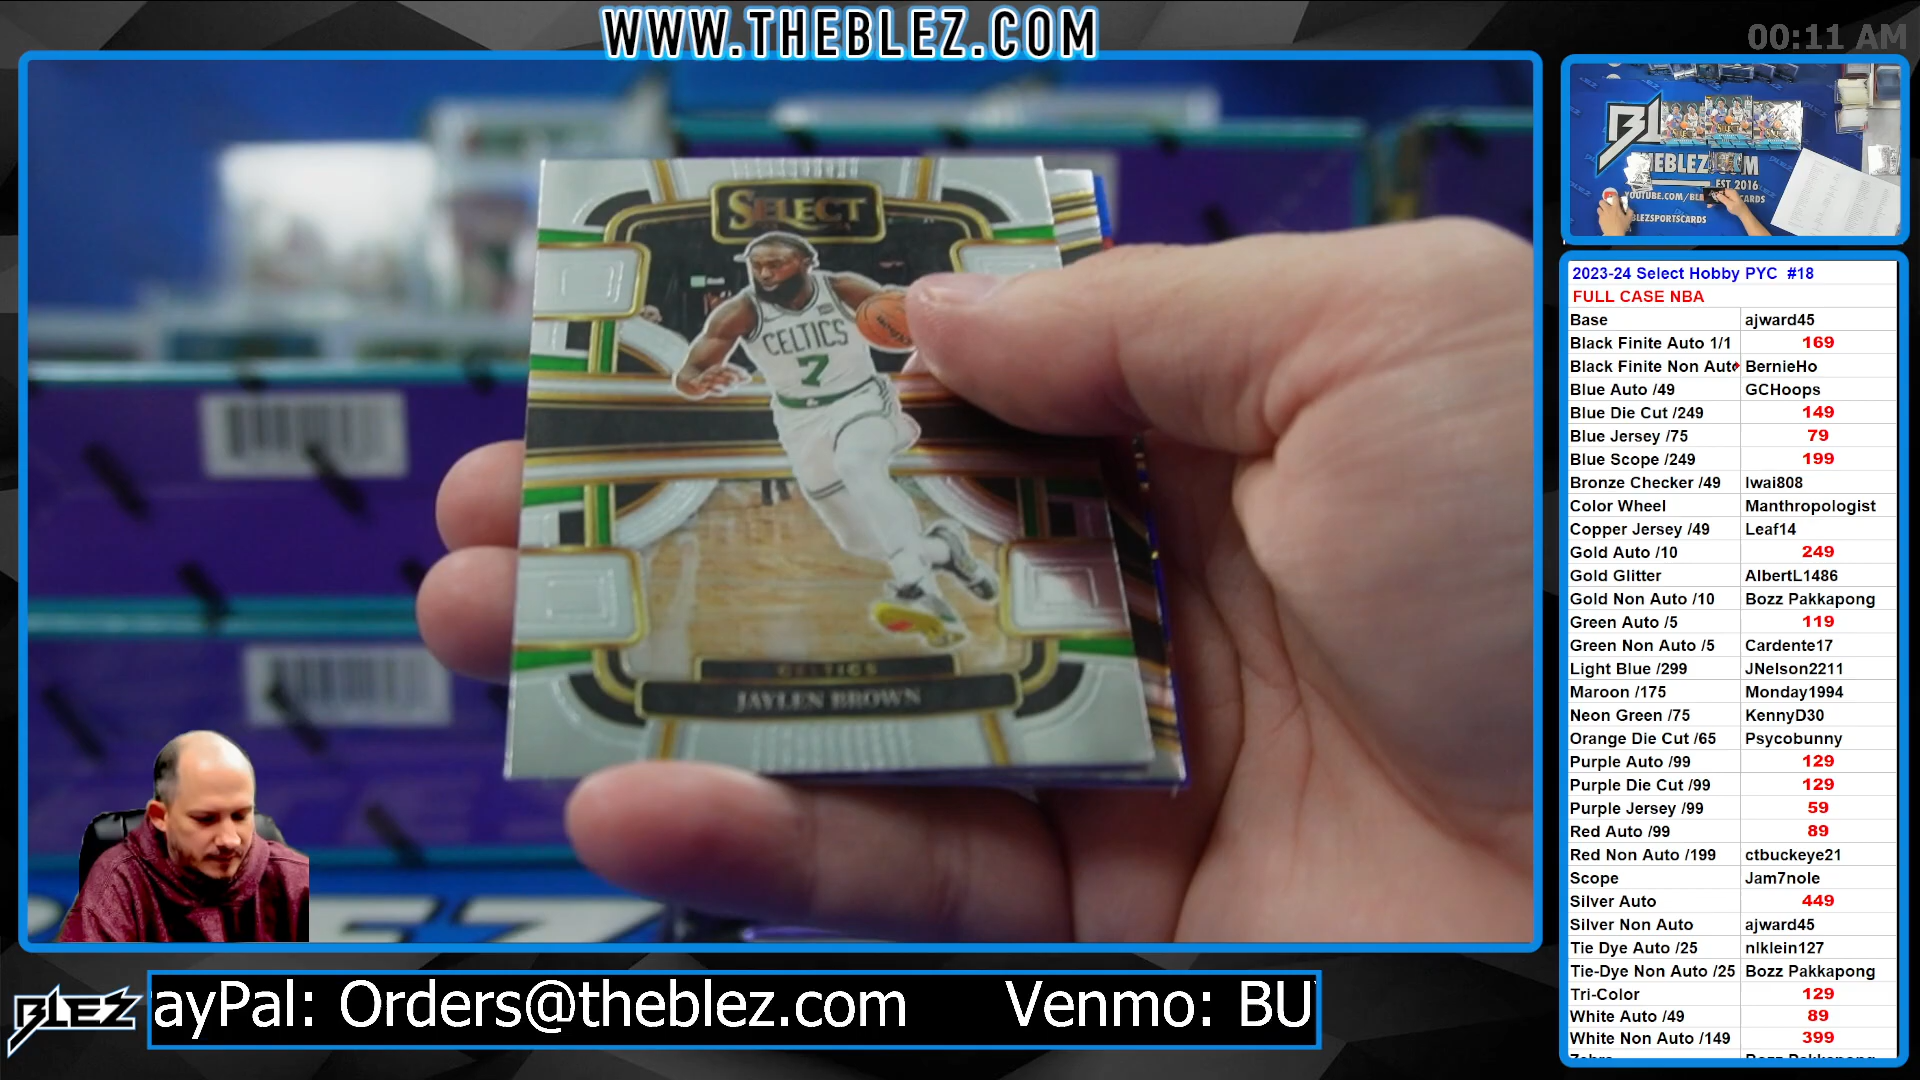 WWW.THEBLEZ.COM
00:11 AM
SELECT
CELTICS
7
CELTICS
JAYLEN BROWN
BL
SELECT
THEBLEZ
EST 2016
BLEZSPORTSCARDS
2023-24 Select Hobby PYC #18
FULL CASE NBA
Base ajward45
Black Finite Auto 1/1 169
Black Finite Non Auto BernieHo
Blue Auto /49 GCHoops
Blue Die Cut /249 149
Blue Jersey /75 79
Blue Scope /249 199
Bronze Checker /49 Iwai808
Color Wheel Manthropologist
Copper Jersey /49 Leaf14
Gold Auto /10 249
Gold Glitter AlbertL1486
Gold Non Auto /10 Bozz Pakkapong
Green Auto /5 119
Green Non Auto /5 Cardente17
Light Blue /299 JNelson2211
Maroon /175 Monday1994
Neon Green /75 KennyD30
Orange Die Cut /65 Psycobunny
Purple Auto /99 129
Purple Die Cut /99 129
Purple Jersey /99 59
Red Auto /99 89
Red Non Auto /199 ctbuckeye21
Scope Jam7nole
Silver Auto 449
Silver Non Auto ajward45
Tie Dye Auto /25 nlklein127
Tie-Dye Non Auto /25 Bozz Pakkapong
Tri-Color 129
White Auto /49 89
White Non Auto /149 399
BLEZ
ayPal: Orders@theblez.com Venmo: BU